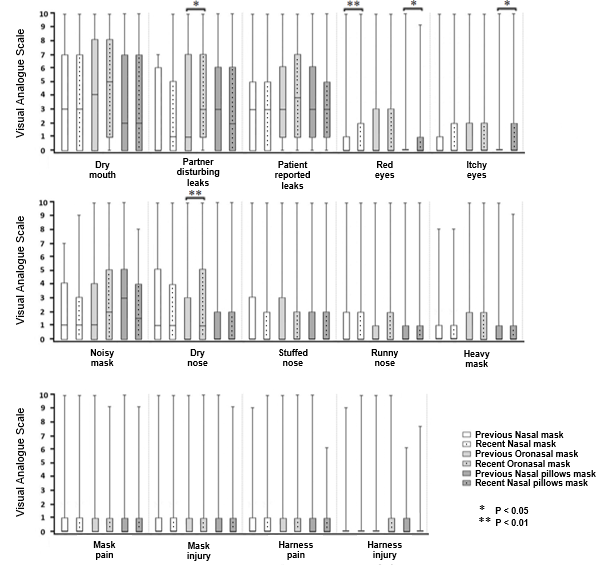 * ** * *
Visual Analogue Scale
10
9
8
7
6
5
4
3
2
1
0
Dry
mouth
Partner
disturbing
leaks
Patient
reported
leaks
Red
eyes
Itchy
eyes
**
Visual Analogue Scale
10
9
8
7
6
5
4
3
2
1
0
Noisy
mask
Dry
nose
Stuffed
nose
Runny
nose
Heavy
mask
Visual Analogue Scale
10
9
8
7
6
5
4
3
2
1
0
Mask
pain
Mask
injury
Harness
pain
Harness
injury
Previous Nasal mask
Recent Nasal mask
Previous Oronasal mask
Recent Oronasal mask
Previous Nasal pillows mask
Recent Nasal pillows mask
* P < 0.05
** P < 0.01